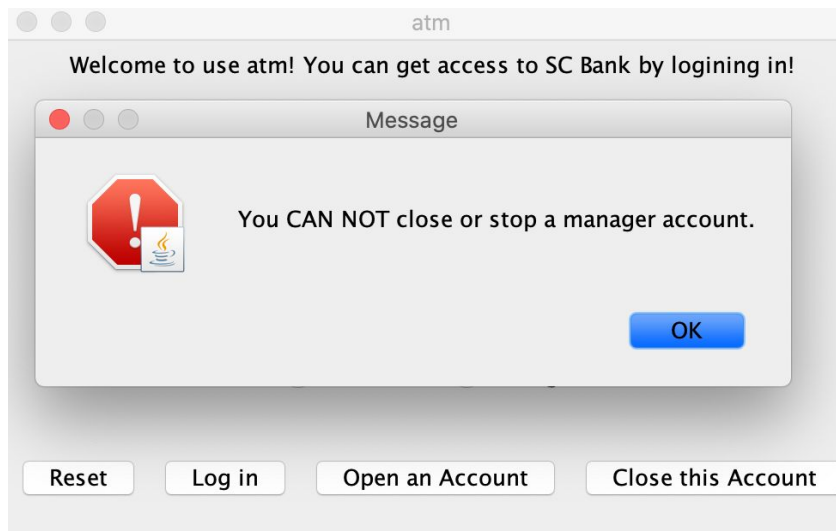 atm
Welcome to use atm! You can get access to SC Bank by logining in!
Message
You CAN NOT close or stop a manager account.
OK
Reset Log in Open an Account Close this Account